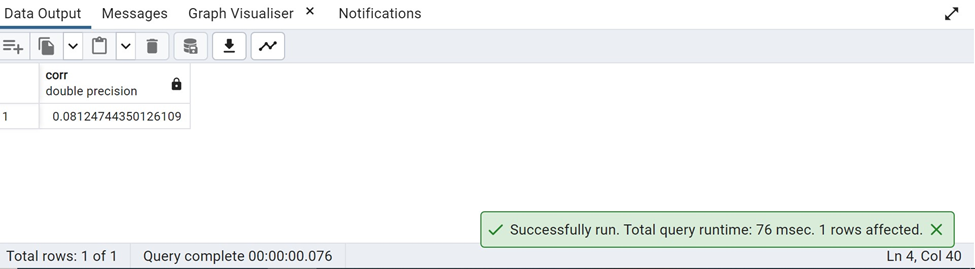 Data Output Messages Graph Visualiser × Notifications
corr
double precision
1 0.08124744350126109
Successfully run. Total query runtime: 76 msec. 1 rows affected.
Total rows: 1 of 1 Query complete 00:00:00.076 Ln 4, Col 40